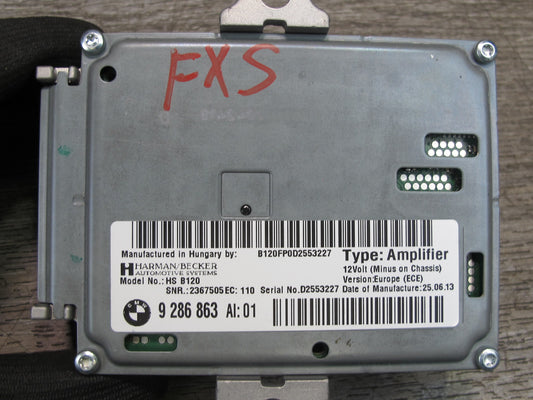 FXS
Manufactured in Hungary by: B120FP0D2553227
Type: Amplifier
HARMAN/BECKER
AUTOMOTIVE SYSTEMS
12Volt (Minus on Chassis)
Model No.: HS B120
Version:Europe (ECE)
SNR.:2367505EC: 110 Serial No.D2553227 Date of Manufacture:25.06.13
BMW 9 286 863 AI:01